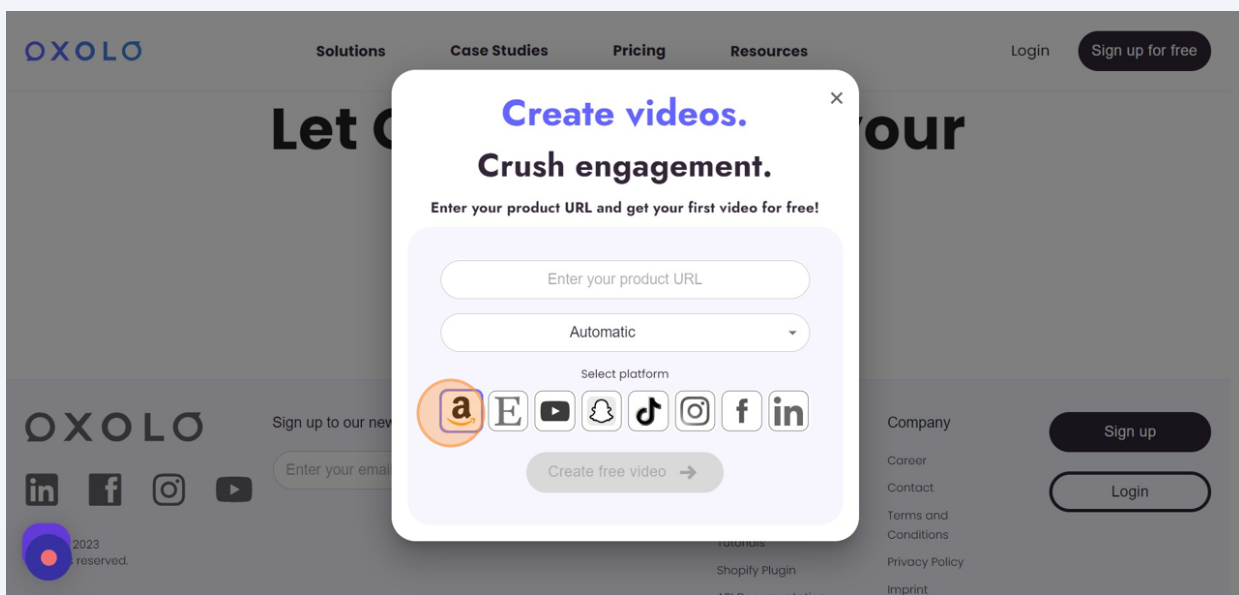 OXOLO
Solutions
Case Studies
Pricing
Resources
Login
Sign up for free
Let
our
Create videos.
Crush engagement.
Enter your product URL and get your first video for free!
Enter your product URL
Automatic
Select platform
Create free video
OXOLO
Sign up to our
Enter your
2023
reserved.
Tutorials
Shopify Plugin
Company
Career
Contact
Terms and
Conditions
Privacy Policy
Imprint
Sign up
Login